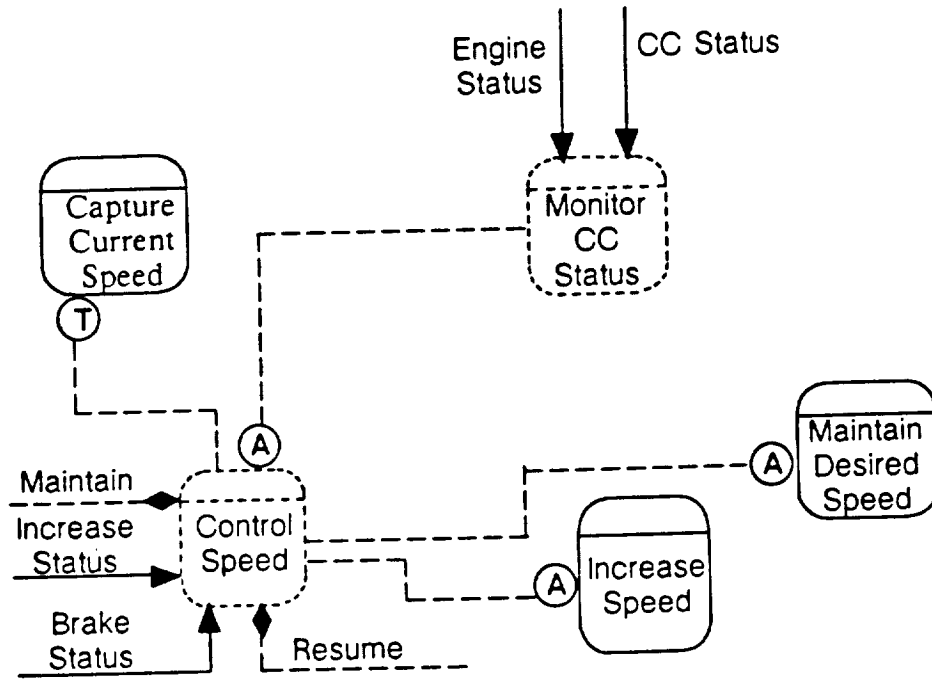 Engine
Status
CC Status
Capture
Current
Speed
T
Monitor
CC
Status
A
Maintain
Increase
Status
Brake
Status
Control
Speed
Resume
A
Maintain
Desired
Speed
A
Increase
Speed